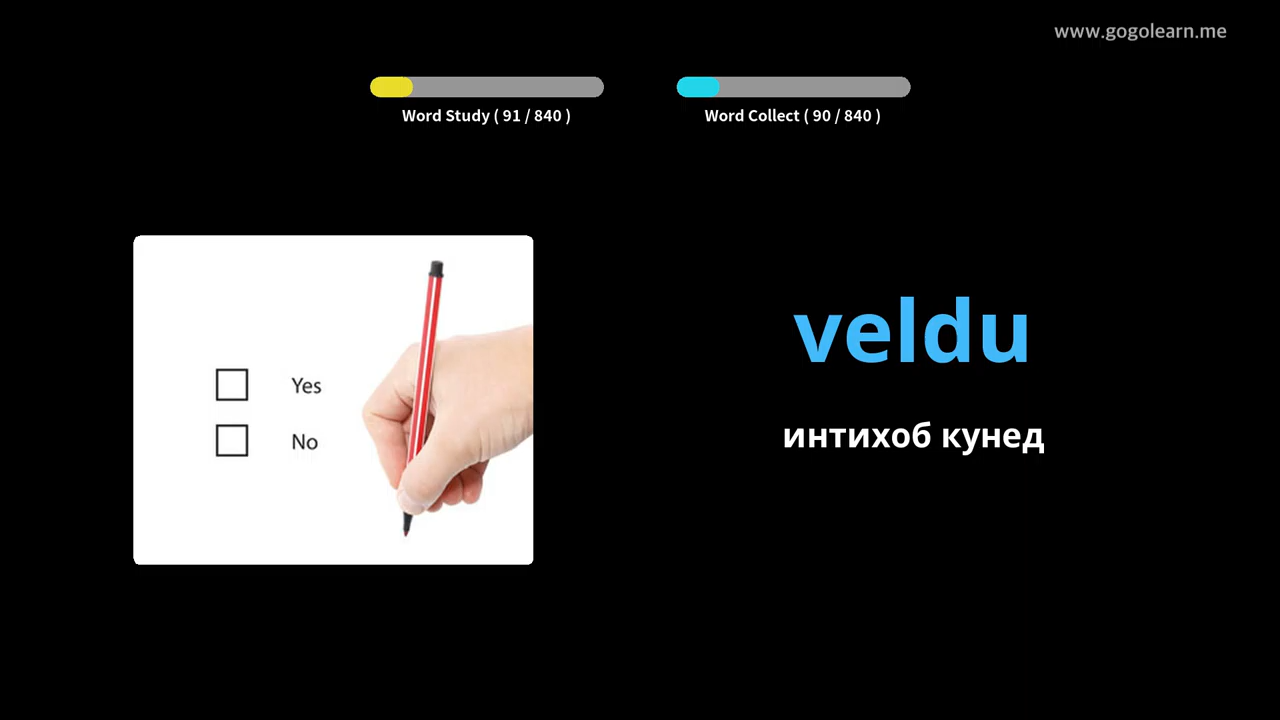 www.gogolearn.me
Word Study ( 91 / 840 )
Word Collect ( 90 / 840 )
Yes
No
veldu
интихоб кунед